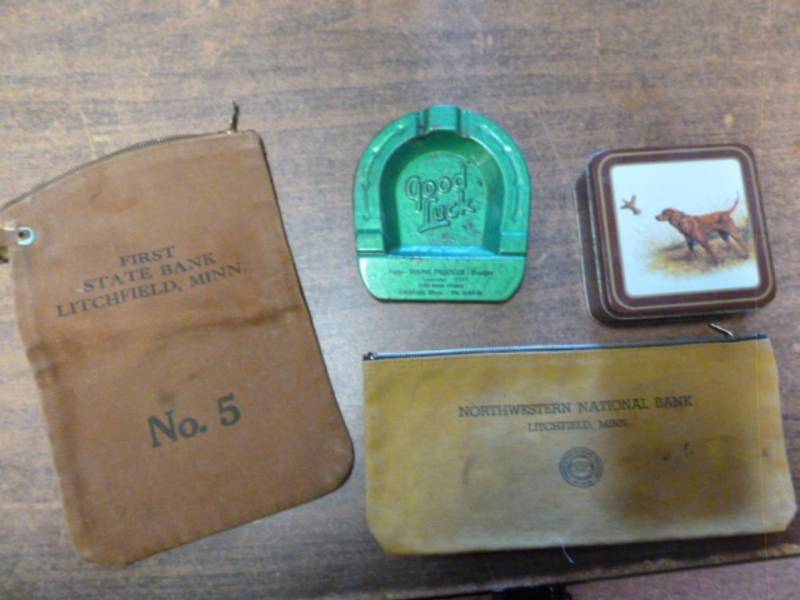 FIRST
STATE BANK
LITCHFIELD, MINN.
No. 5
Good
Luck
NORTHWESTERN NATIONAL BANK
LITCHFIELD, MINN.